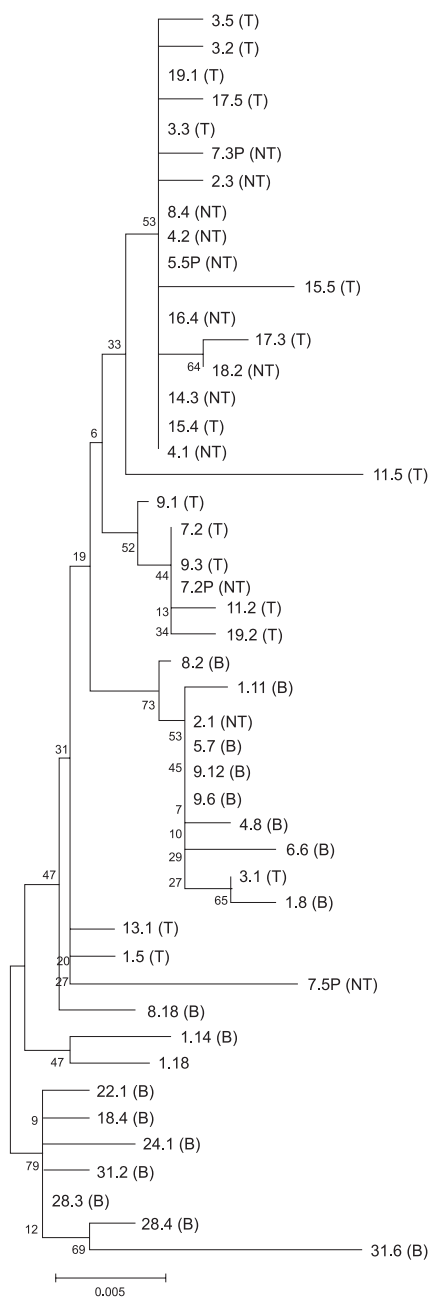 3.5 (T)
3.2 (T)
19.1 (T)
17.5 (T)
3.3 (T)
7.3P (NT)
2.3 (NT)
8.4 (NT)
53
4.2 (NT)
5.5P (NT)
15.5 (T)
16.4 (NT)
17.3 (T)
33
64
18.2 (NT)
14.3 (NT)
15.4 (T)
6
4.1 (NT)
11.5 (T)
9.1 (T)
7.2 (T)
52
19
9.3 (T)
44
7.2P (NT)
11.2 (T)
13
19.2 (T)
34
8.2 (B)
1.11 (B)
73
2.1 (NT)
53
5.7 (B)
31
45
9.12 (B)
9.6 (B)
7
4.8 (B)
10
6.6 (B)
29
3.1 (T)
47
27
65
1.8 (B)
13.1 (T)
1.5 (T)
20
27
7.5P (NT)
8.18 (B)
1.14 (B)
47
1.18
22.1 (B)
9
18.4 (B)
24.1 (B)
79
31.2 (B)
28.3 (B)
12
28.4 (B)
69
31.6 (B)
0.005